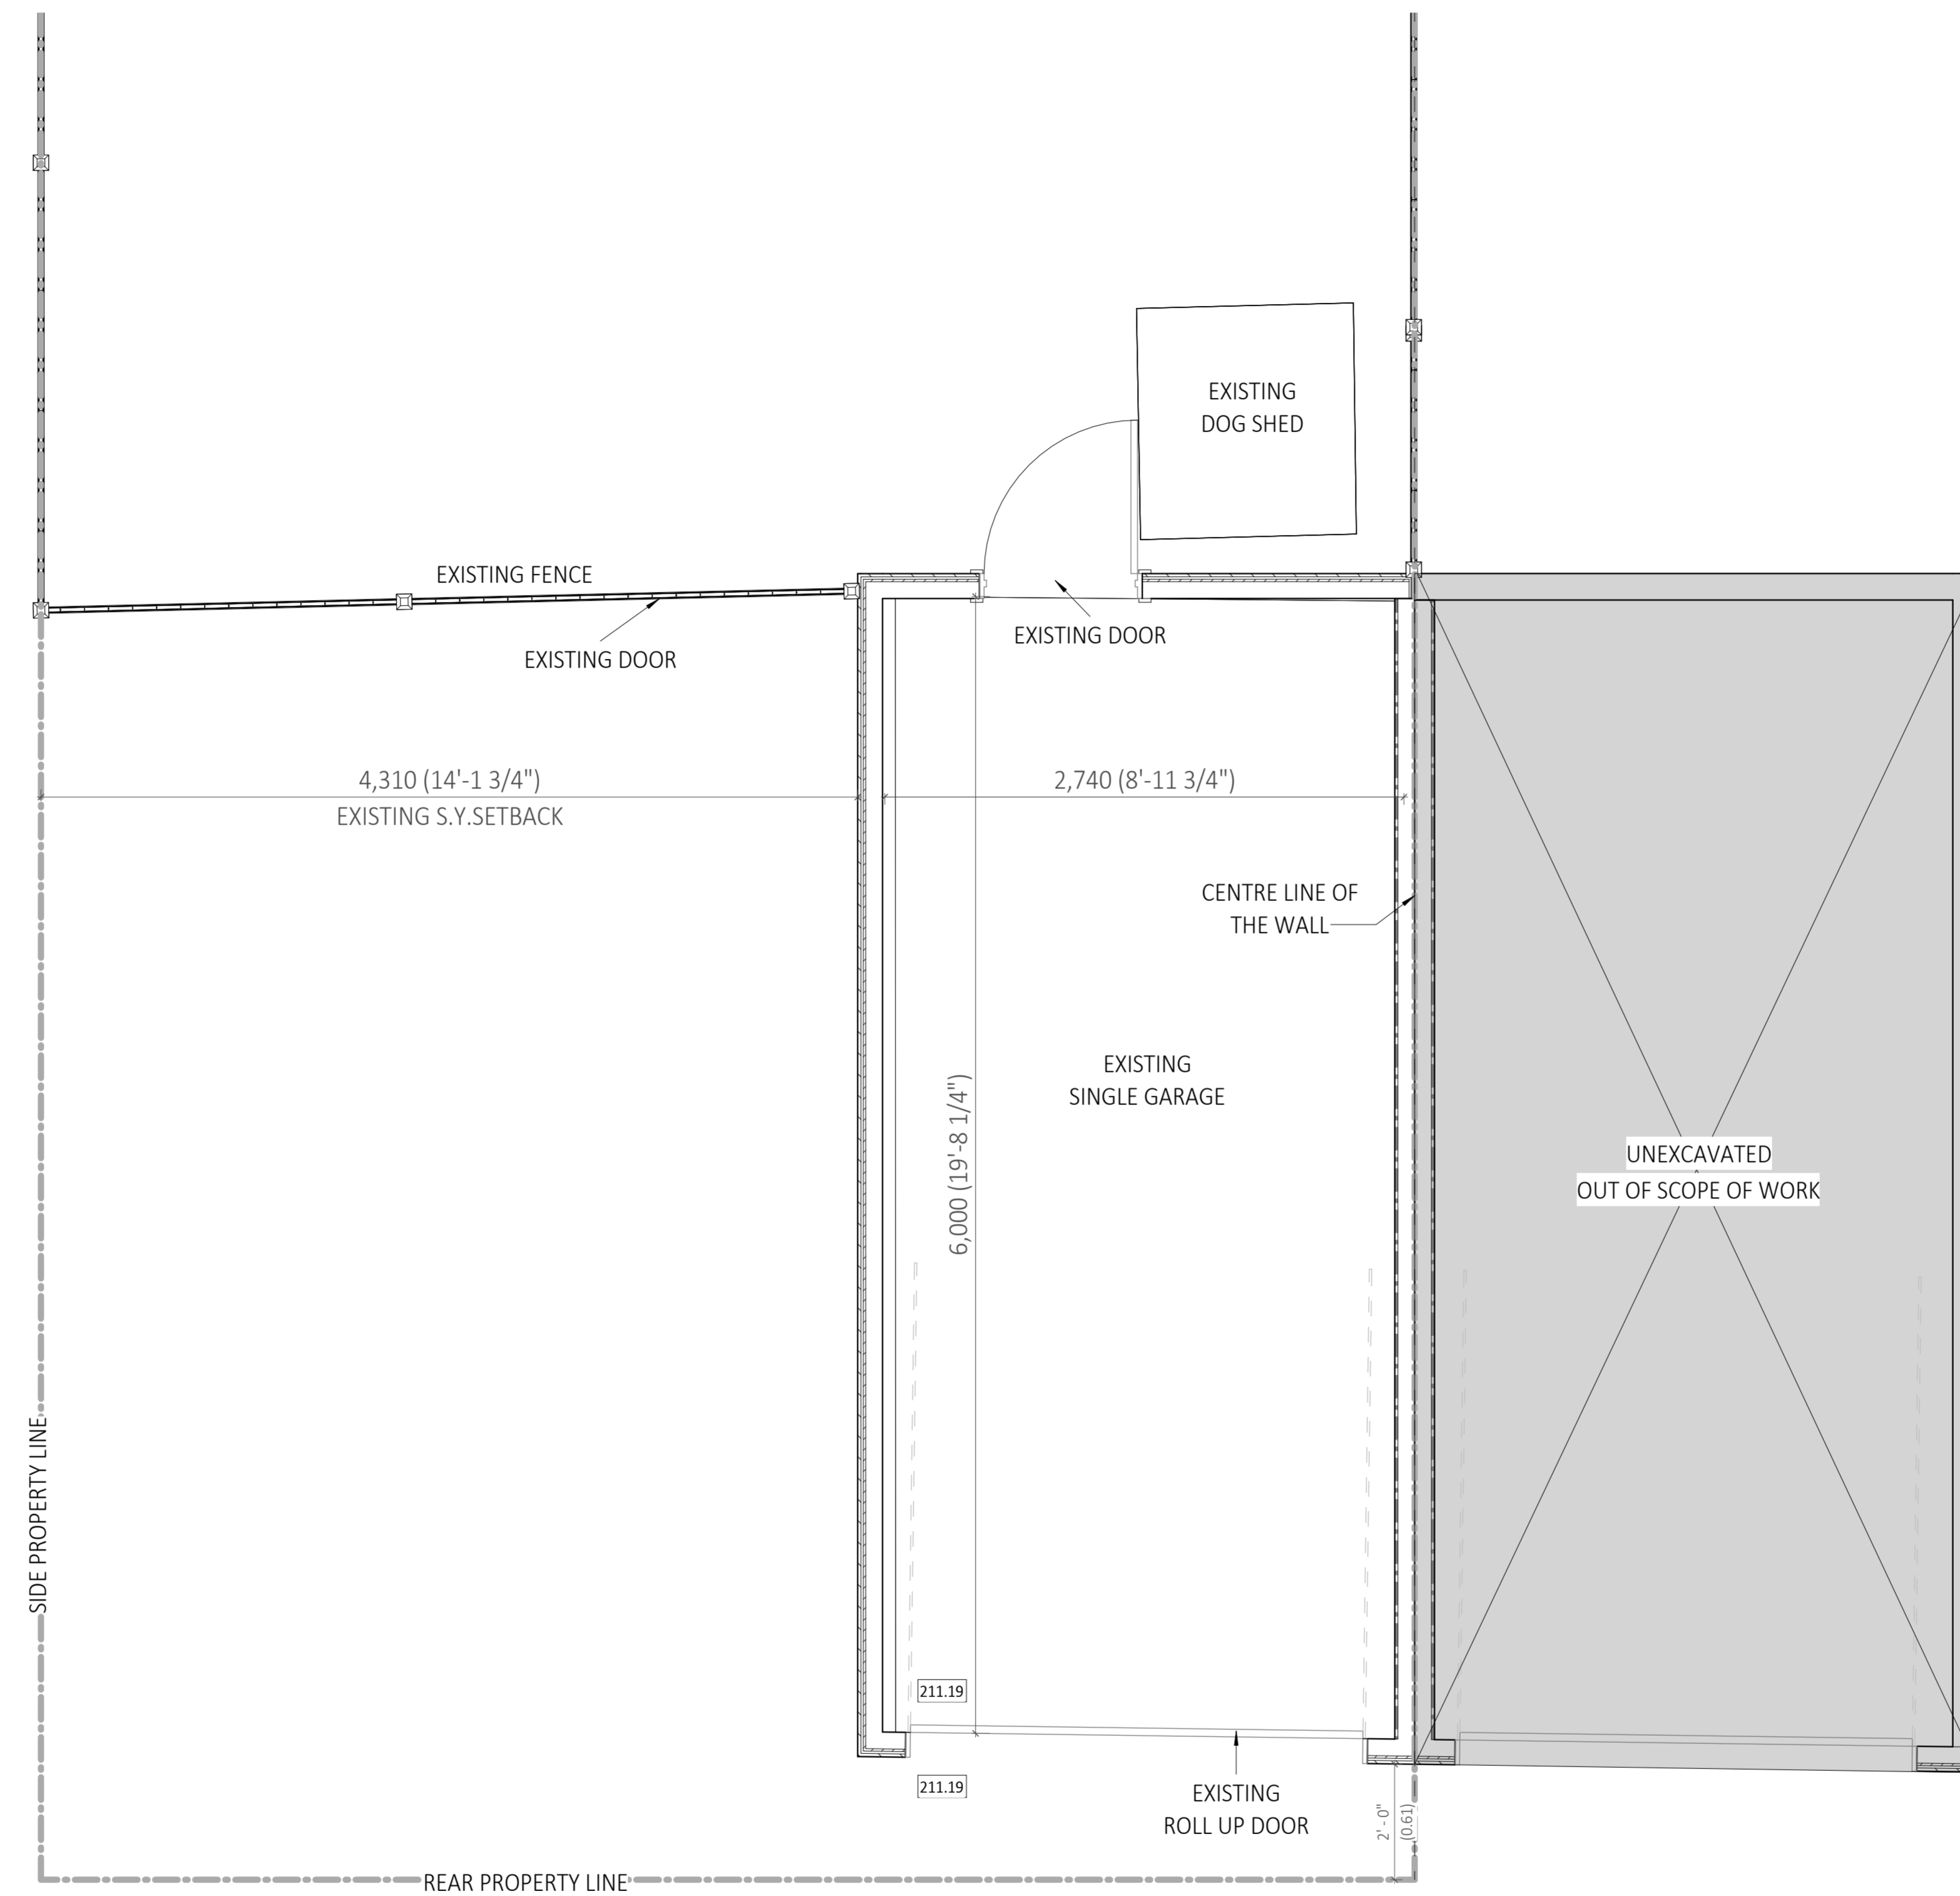 EXISTING
DOG SHED
EXISTING FENCE
EXISTING DOOR
EXISTING DOOR
4,310 (14'-1 3/4")
EXISTING S.Y.SETBACK
2,740 (8'-11 3/4")
CENTRE LINE OF
THE WALL
EXISTING
SINGLE GARAGE
6,000 (19'-8 1/4")
UNEXCAVATED
OUT OF SCOPE OF WORK
SIDE PROPERTY LINE
211.19
211.19
EXISTING
ROLL UP DOOR
2' - 0"
(0.61)
REAR PROPERTY LINE